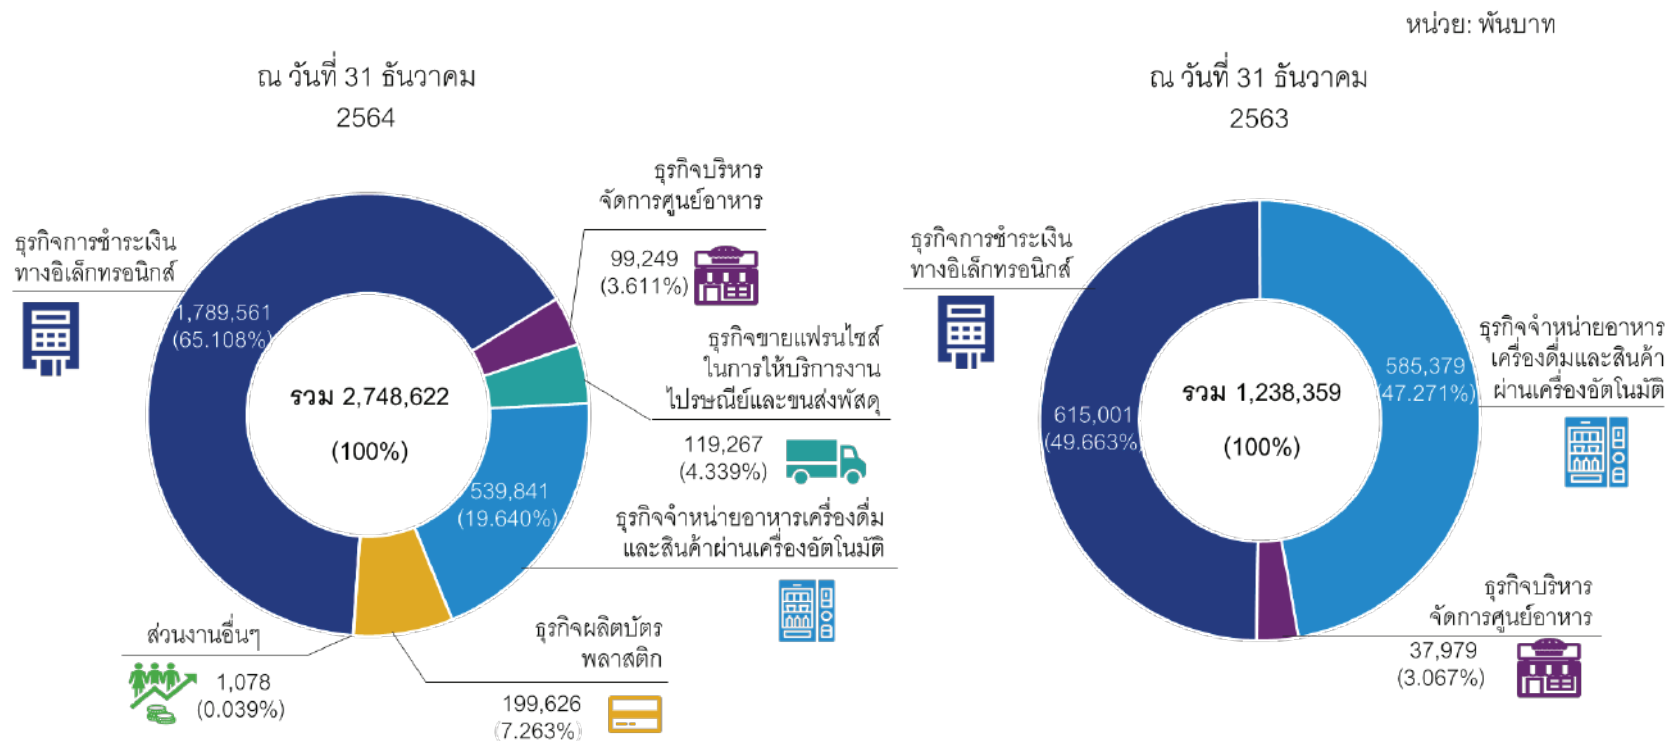 หน่วย: พันบาท
ณ วันที่ 31 ธันวาคม
2564
ธุรกิจการชำระเงิน
ทางอิเล็กทรอนิกส์
1,789,561
(65.108%)
ธุรกิจบริหาร
จัดการศูนย์อาหาร
99,249
(3.611%)
ธุรกิจขายแฟรนไชส์
ในการให้บริการงาน
ไปรษณีย์และขนส่งพัสดุ
119,267
(4.339%)
รวม 2,748,622
(100%)
539,841
(19.640%)
ธุรกิจจำหน่ายอาหารเครื่องดื่ม
และสินค้าผ่านเครื่องอัตโนมัติ
ส่วนงานอื่นๆ
1,078
(0.039%)
ธุรกิจผลิตบัตร
พลาสติก
199,626
(7.263%)
ณ วันที่ 31 ธันวาคม
2563
ธุรกิจการชำระเงิน
ทางอิเล็กทรอนิกส์
615,001
(49.663%)
รวม 1,238,359
(100%)
585,379
(47.271%)
ธุรกิจจำหน่ายอาหาร
เครื่องดื่มและสินค้า
ผ่านเครื่องอัตโนมัติ
ธุรกิจบริหาร
จัดการศูนย์อาหาร
37,979
(3.067%)